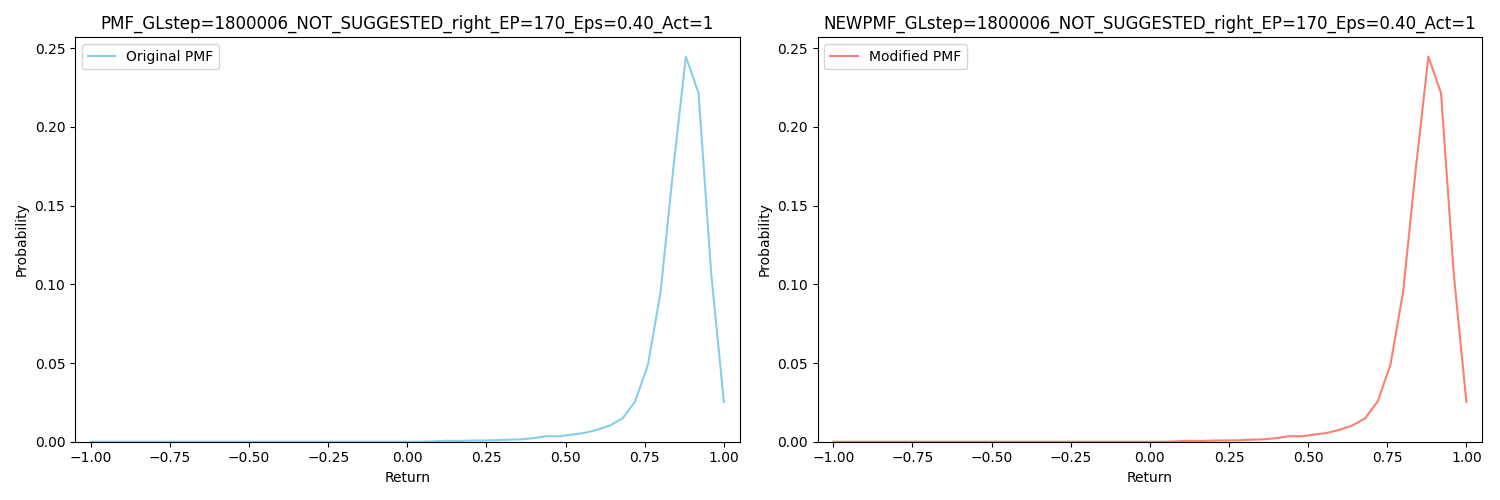 PMF_GLstep=1800006_NOT_SUGGESTED_right_EP=170_Eps=0.40_Act=1
Original PMF
Probability
0.25
0.20
0.15
0.10
0.05
0.00
−1.00 −0.75 −0.50 −0.25 0.00 0.25 0.50 0.75 1.00
Return
NEWPMF_GLstep=1800006_NOT_SUGGESTED_right_EP=170_Eps=0.40_Act=1
Modified PMF
Probability
0.25
0.20
0.15
0.10
0.05
0.00
−1.00 −0.75 −0.50 −0.25 0.00 0.25 0.50 0.75 1.00
Return